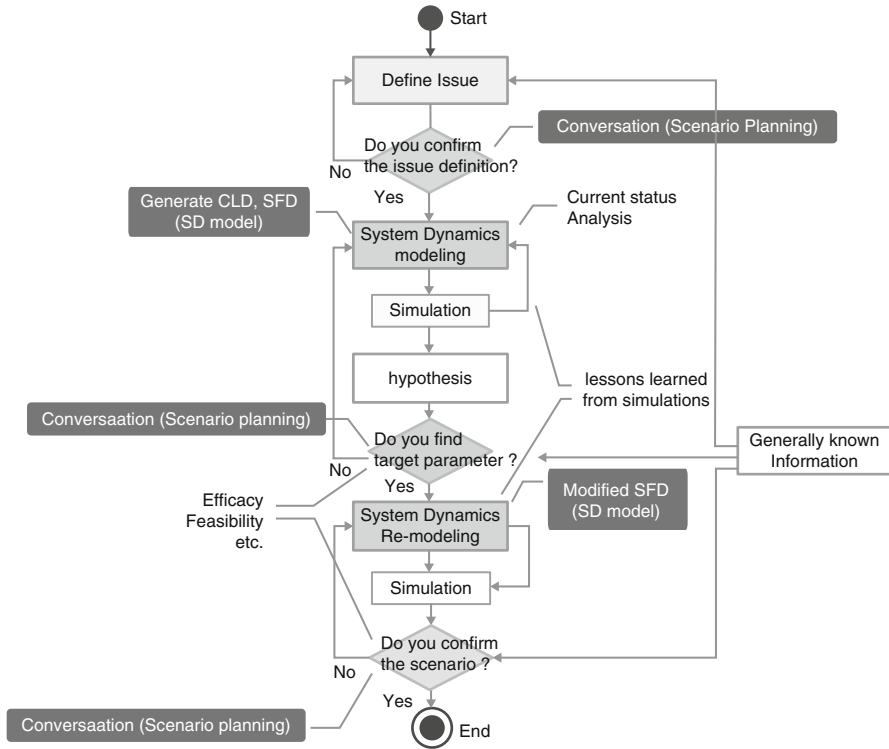 Start
Define Issue
Do you confirm
the issue definition?
Conversation (Scenario Planning)
No
Yes
Generate CLD, SFD
(SD model)
Current status
Analysis
System Dynamics
modeling
Simulation
hypothesis
lessons learned
from simulations
Conversaation (Scenario planning)
Do you find
target parameter ?
Generally known
Information
No
Yes
Efficacy
Feasibility
etc.
System Dynamics
Re-modeling
Modified SFD
(SD model)
Simulation
Do you confirm
the scenario ?
No
Yes
Conversaation (Scenario planning)
End